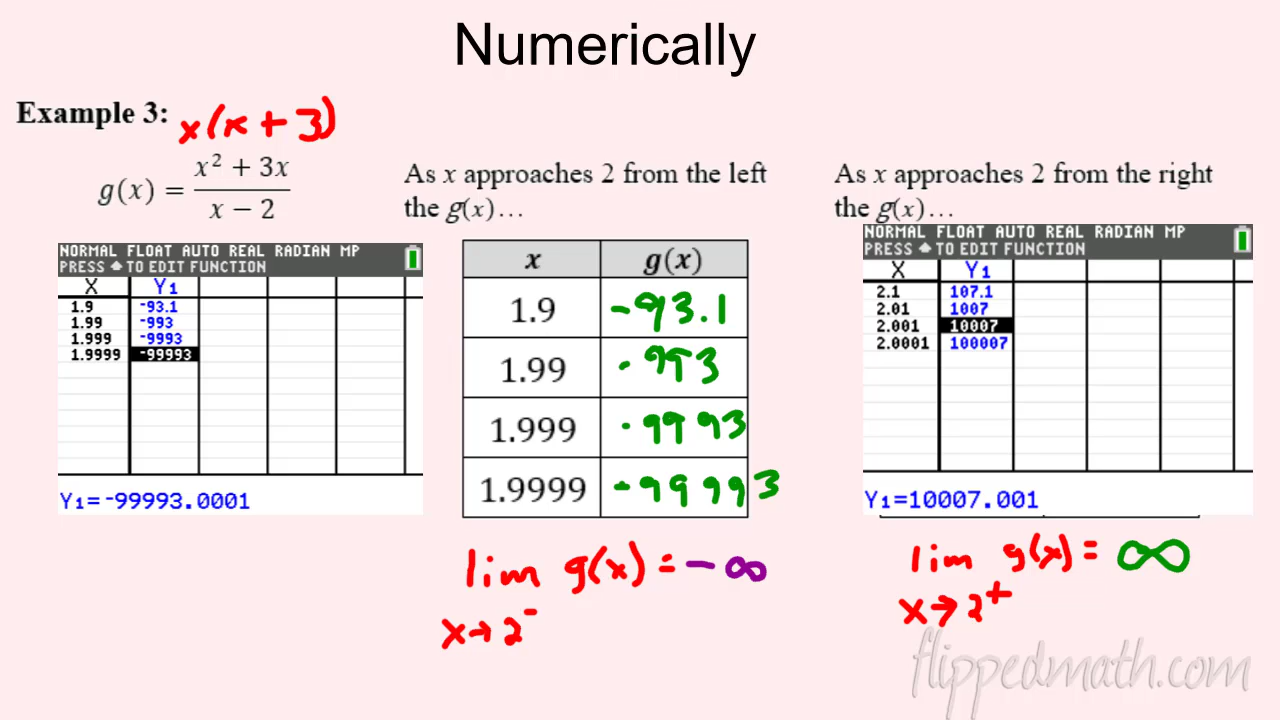 Numerically
Example 3:
x(x + 3)
g(x) = (x² + 3x)/(x − 2)
NORMAL FLOAT AUTO REAL RADIAN MP
PRESS ▲ TO EDIT FUNCTION
X Y₁
1.9 -93.1
1.99 -993
1.999 -9993
1.9999 -99993
Y₁=-99993.0001
As x approaches 2 from the left
the g(x)…
x g(x)
1.9 -93.1
1.99 -993
1.999 -9993
1.9999 -99993
lim g(x) = -∞
x→2⁻
As x approaches 2 from the right
the g(x)…
NORMAL FLOAT AUTO REAL RADIAN MP
PRESS ▲ TO EDIT FUNCTION
X Y₁
2.1 107.1
2.01 1007
2.001 10007
2.0001 100007
Y₁=10007.001
lim g(x) = ∞
x→2⁺
flippedmath.com